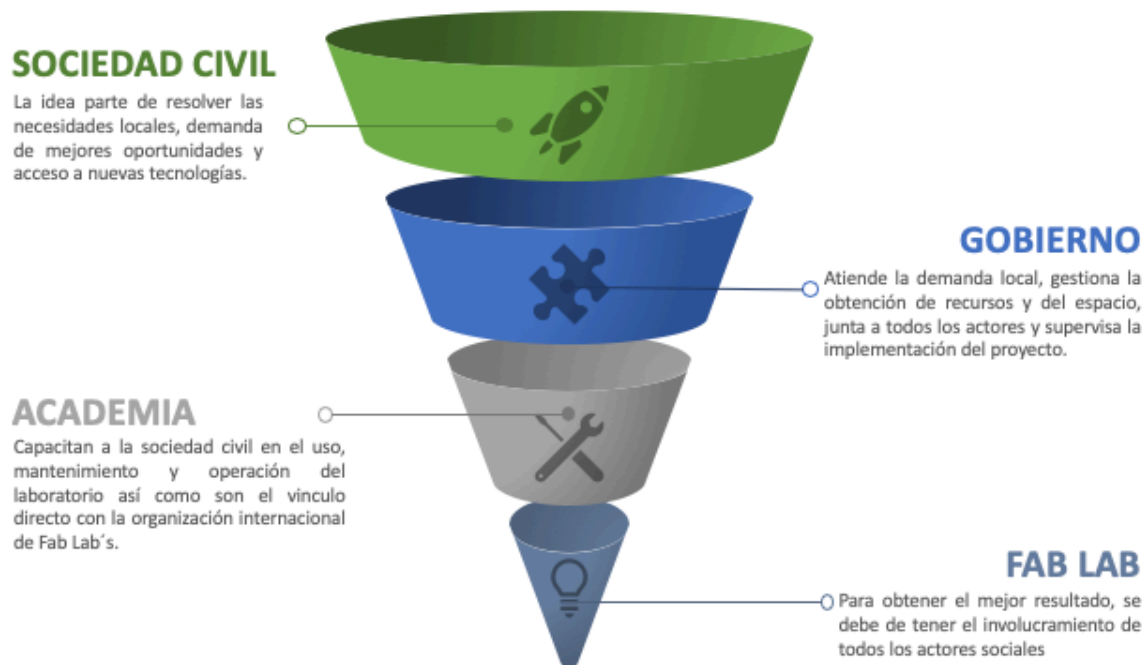 SOCIEDAD CIVIL
La idea parte de resolver las
necesidades locales, demanda
de mejores oportunidades y
acceso a nuevas tecnologías.
GOBIERNO
Atiende la demanda local, gestiona la
obtención de recursos y del espacio,
junta a todos los actores y supervisa la
implementación del proyecto.
ACADEMIA
Capacitan a la sociedad civil en el uso,
mantenimiento y operación del
laboratorio así como son el vinculo
directo con la organización internacional
de Fab Lab´s.
FAB LAB
Para obtener el mejor resultado, se
debe de tener el involucramiento de
todos los actores sociales